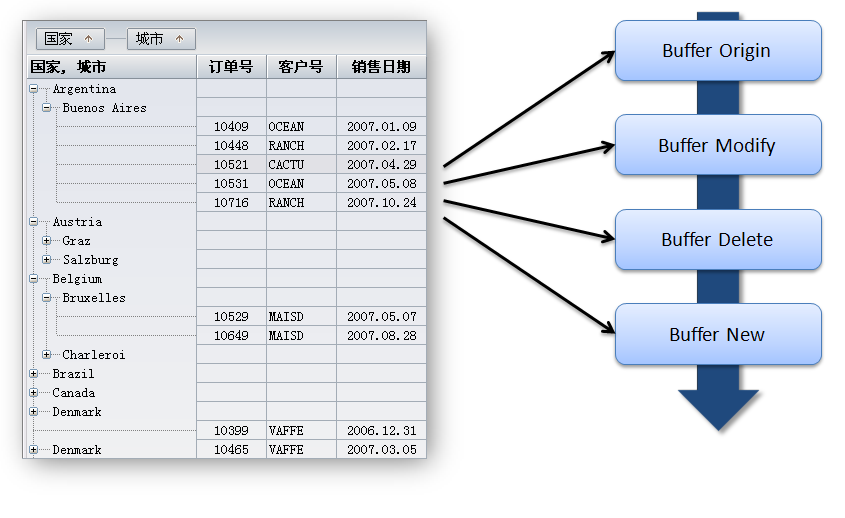 国家 城市
国家, 城市 订单号 客户号 销售日期
Argentina
Buenos Aires
10409 OCEAN 2007.01.09
10448 RANCH 2007.02.17
10521 CACTU 2007.04.29
10531 OCEAN 2007.05.08
10716 RANCH 2007.10.24
Austria
Graz
Salzburg
Belgium
Bruxelles
10529 MAISD 2007.05.07
10649 MAISD 2007.08.28
Charleroi
Brazil
Canada
Denmark
10399 VAFFE 2006.12.31
Denmark 10465 VAFFE 2007.03.05
Buffer Origin
Buffer Modify
Buffer Delete
Buffer New